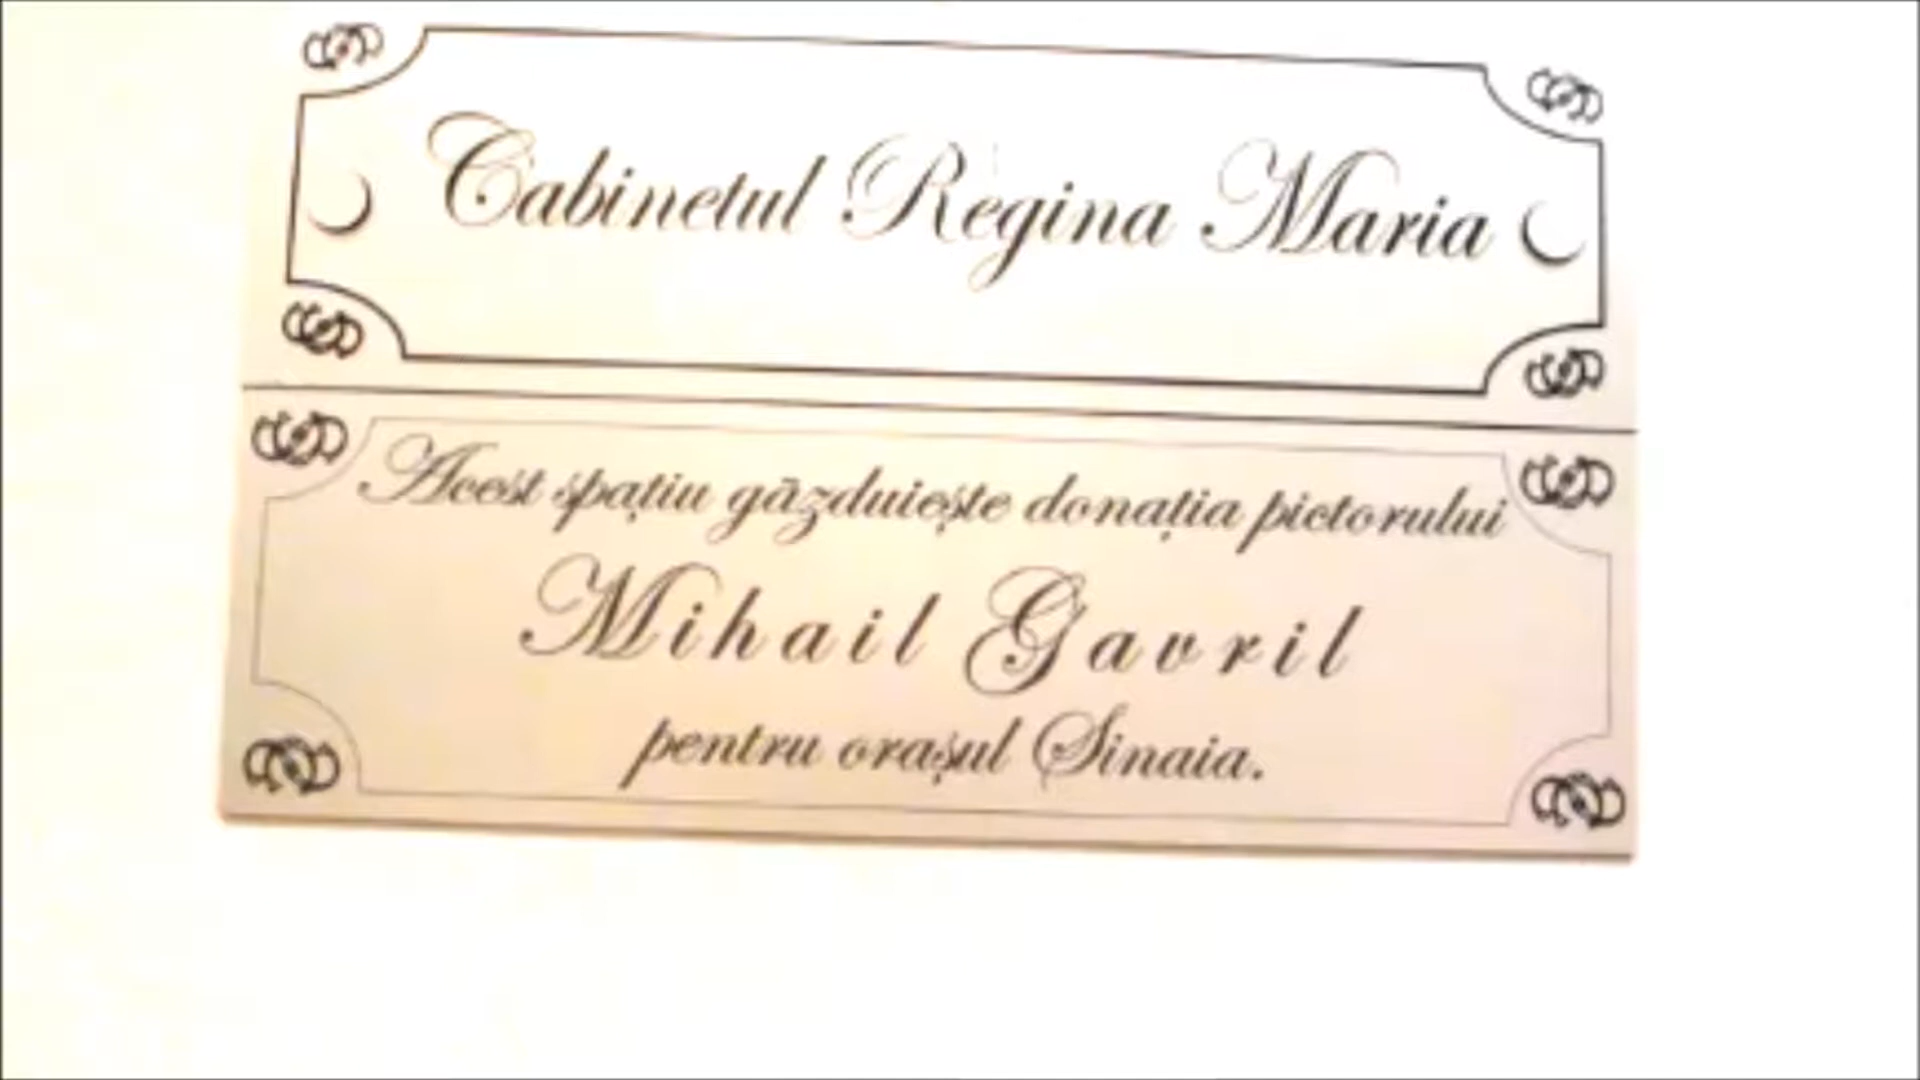 Cabinetul Regina Maria
Acest spațiu găzduiește donația pictorului
Mihail Gavril
pentru orașul Sinaia.